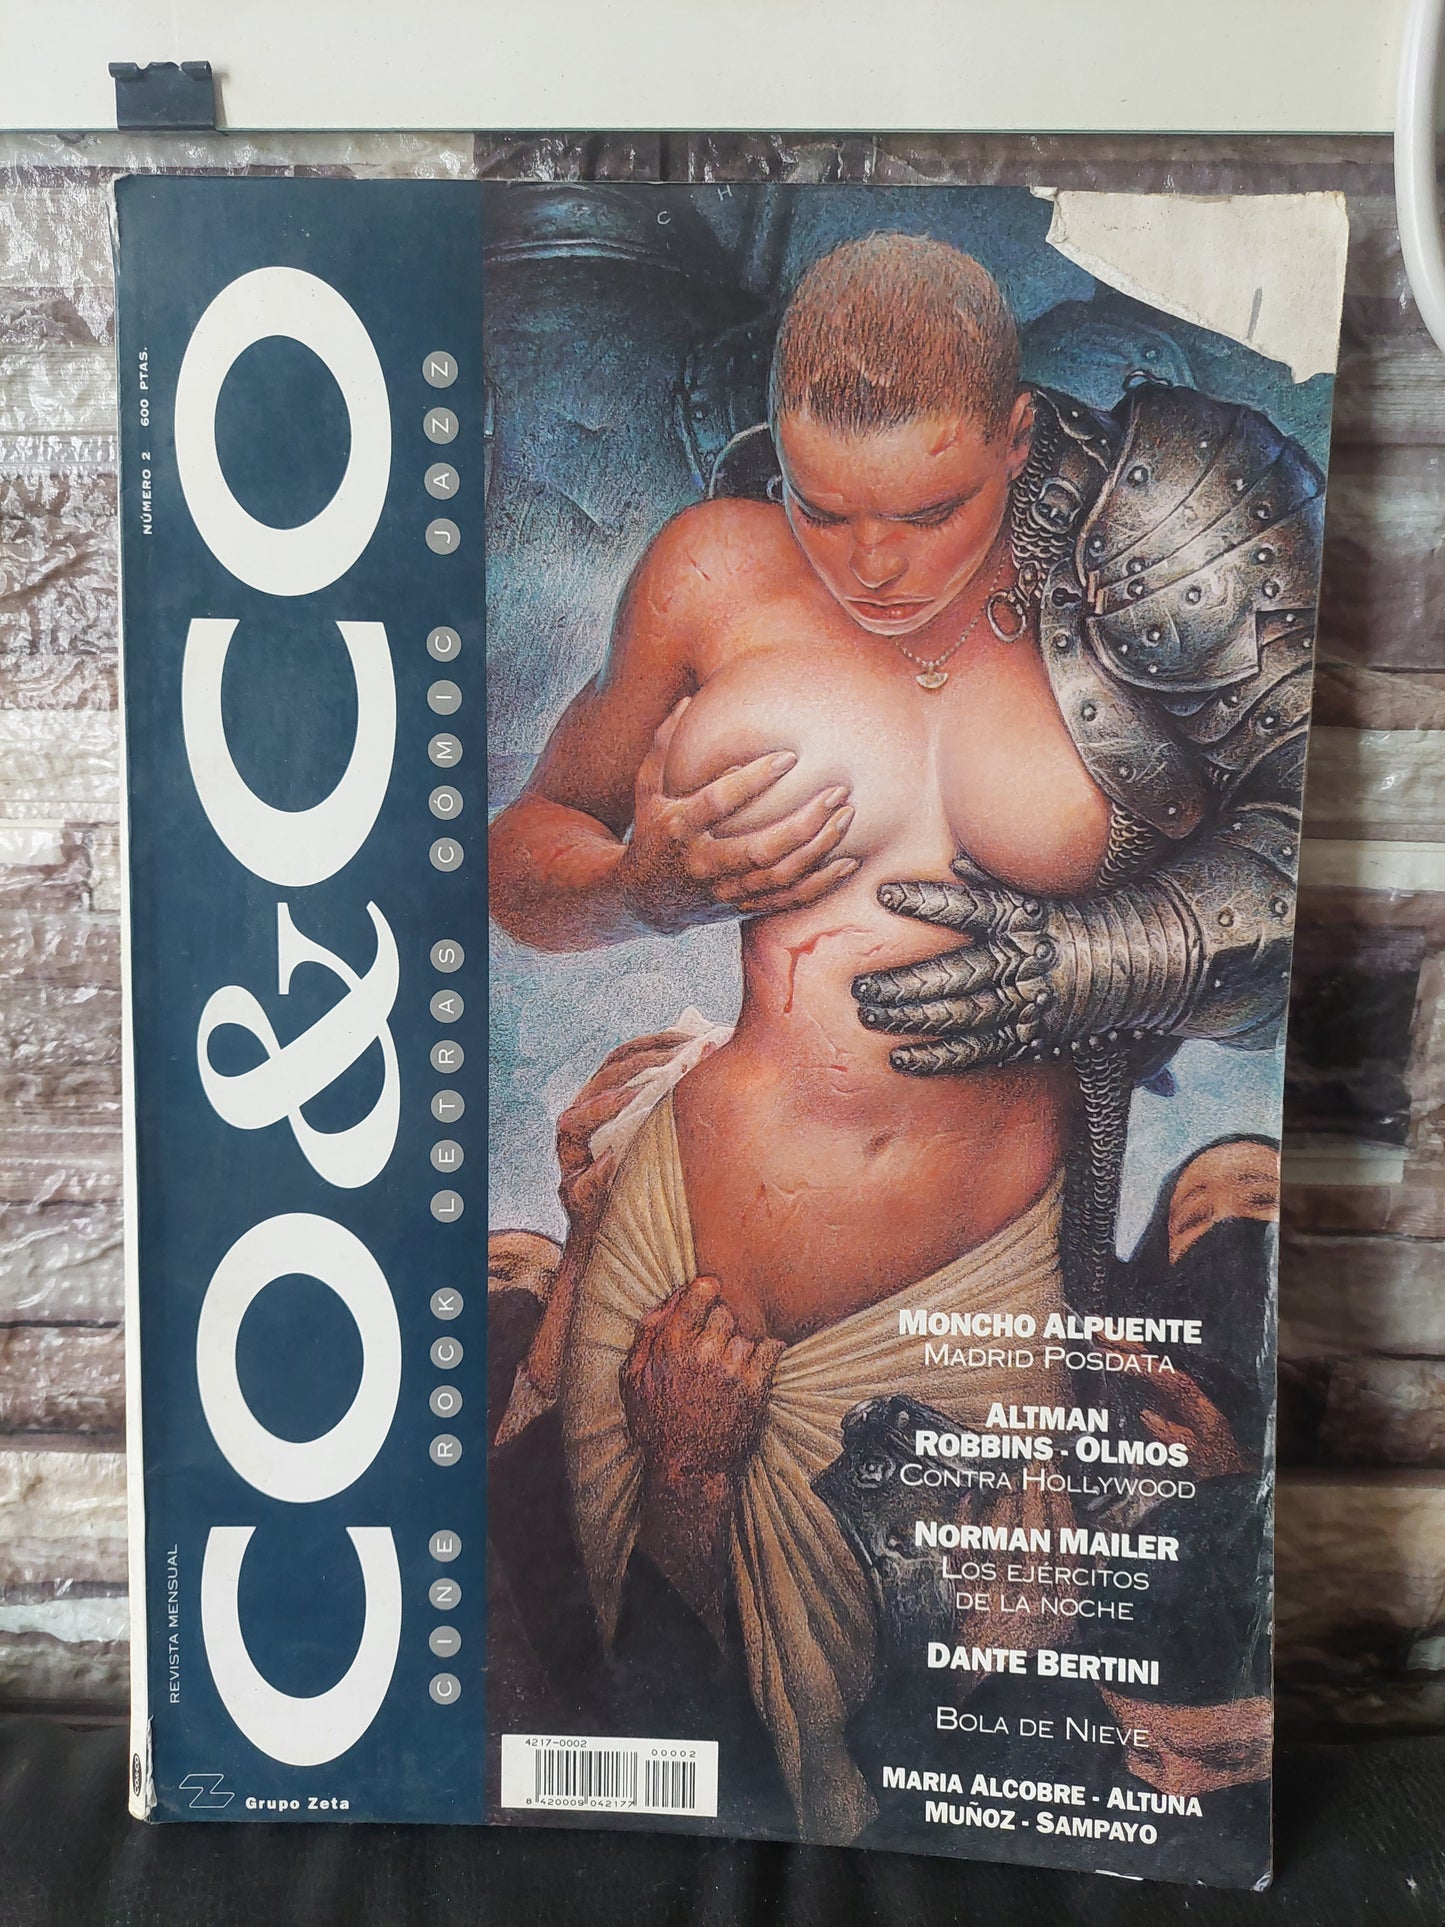 C H
NÚMERO 2 600 PTAS.
REVISTA MENSUAL
CO&CO
CINE ROCK LETRAS CÓMIC JAZZ
MONCHO ALPUENTE
MADRID POSDATA
ALTMAN
ROBBINS - OLMOS
CONTRA HOLLYWOOD
NORMAN MAILER
LOS EJÉRCITOS
DE LA NOCHE
DANTE BERTINI
BOLA DE NIEVE
MARIA ALCOBRE - ALTUNA
MUÑOZ - SAMPAYO
4217-0002
00002
8 420009 042177
Grupo Zeta
CO&CO